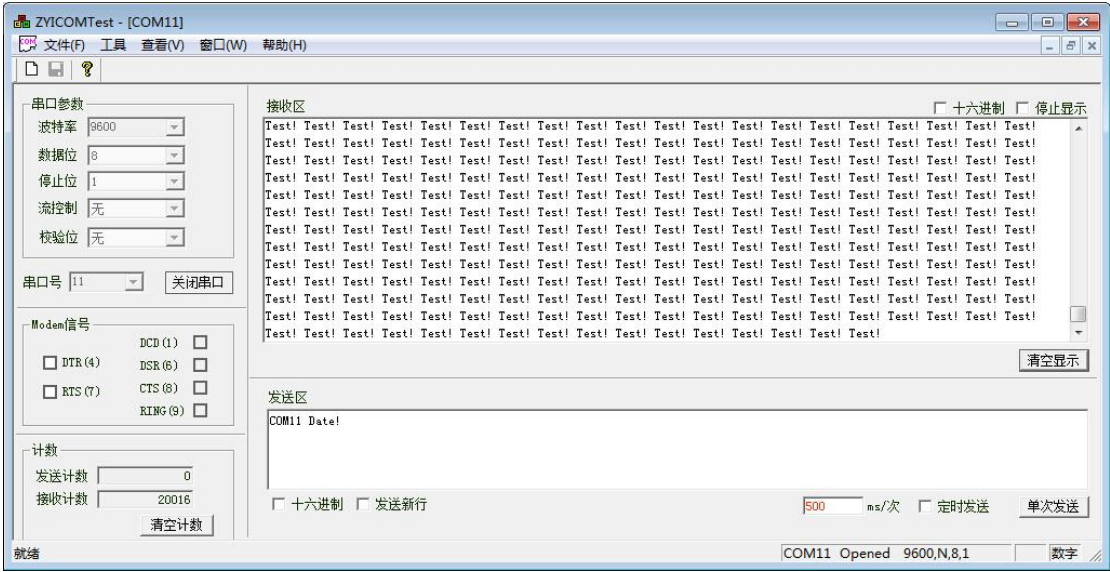 ZYICOMTest - [COM11]
文件(F) 工具 查看(V) 窗口(W) 帮助(H)
串口参数
波特率 9600
数据位 8
停止位 1
流控制 无
校验位 无
串口号 11 关闭串口
Modem信号
DCD(1)
DTR(4)
DSR(6)
RTS(7)
CTS(8)
RING(9)
计数
发送计数 0
接收计数 20016
清空计数
接收区 十六进制 停止显示
Test! Test! Test! Test! Test! Test! Test! Test! Test! Test! Test! Test! Test! Test! Test! Test! Test! Test! Test! Test!
Test! Test! Test! Test! Test! Test! Test! Test! Test! Test! Test! Test! Test! Test! Test! Test! Test! Test! Test! Test!
Test! Test! Test! Test! Test! Test! Test! Test! Test! Test! Test! Test! Test! Test! Test! Test! Test! Test! Test! Test!
Test! Test! Test! Test! Test! Test! Test! Test! Test! Test! Test! Test! Test! Test! Test! Test! Test! Test! Test! Test!
Test! Test! Test! Test! Test! Test! Test! Test! Test! Test! Test! Test! Test! Test! Test! Test! Test! Test! Test! Test!
Test! Test! Test! Test! Test! Test! Test! Test! Test! Test! Test! Test! Test! Test! Test! Test! Test! Test! Test! Test!
Test! Test! Test! Test! Test! Test! Test! Test! Test! Test! Test! Test! Test! Test! Test! Test! Test! Test! Test! Test!
Test! Test! Test! Test! Test! Test! Test! Test! Test! Test! Test! Test! Test! Test! Test! Test! Test! Test! Test! Test!
Test! Test! Test! Test! Test! Test! Test! Test! Test! Test! Test! Test! Test! Test! Test! Test! Test! Test! Test! Test!
Test! Test! Test! Test! Test! Test! Test! Test! Test! Test! Test! Test! Test! Test! Test! Test! Test! Test! Test! Test!
Test! Test! Test! Test! Test! Test! Test! Test! Test! Test! Test! Test! Test! Test! Test! Test! Test! Test! Test! Test!
Test! Test! Test! Test! Test! Test! Test! Test! Test! Test! Test! Test! Test! Test! Test! Test! Test! Test! Test! Test!
Test! Test! Test! Test! Test! Test! Test! Test! Test! Test! Test! Test! Test! Test! Test! Test!
清空显示
发送区
COM11 Date!
十六进制 发送新行 500 ms/次 定时发送 单次发送
就绪 COM11 Opened 9600,N,8,1 数字